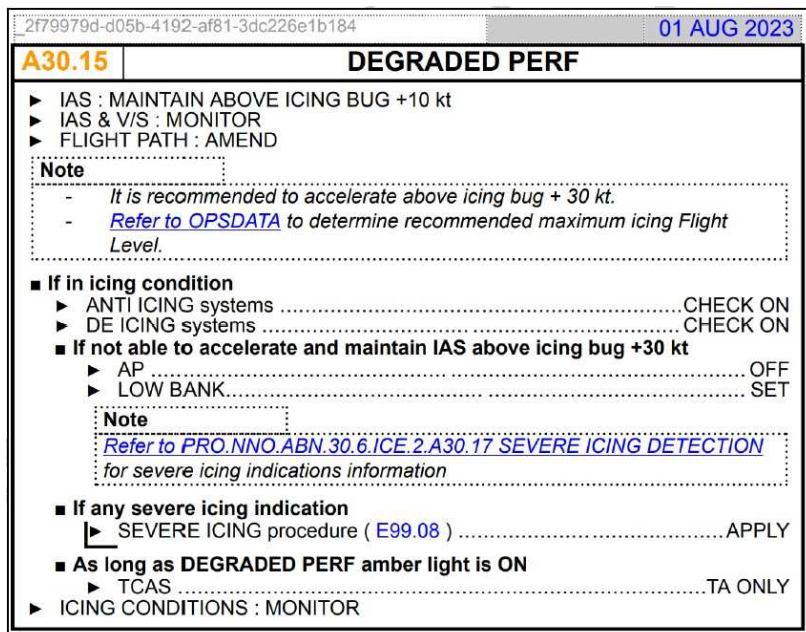 _2f79979d-d05b-4192-af81-3dc226e1b184 01 AUG 2023
A30.15 DEGRADED PERF
► IAS : MAINTAIN ABOVE ICING BUG +10 kt
► IAS & V/S : MONITOR
► FLIGHT PATH : AMEND
Note
- It is recommended to accelerate above icing bug + 30 kt.
- Refer to OPSDATA to determine recommended maximum icing Flight
Level.
■ If in icing condition
► ANTI ICING systems ........................................................CHECK ON
► DE ICING systems ............................. .............................CHECK ON
■ If not able to accelerate and maintain IAS above icing bug +30 kt
► AP............................................. ........................................ OFF
► LOW BANK.................................... ..................................... SET
Note
Refer to PRO.NNO.ABN.30.6.ICE.2.A30.17 SEVERE ICING DETECTION
for severe icing indications information
■ If any severe icing indication
► SEVERE ICING procedure ( E99.08 ) .....................................APPLY
■ As long as DEGRADED PERF amber light is ON
► TCAS ........................................ .....................................TA ONLY
► ICING CONDITIONS : MONITOR